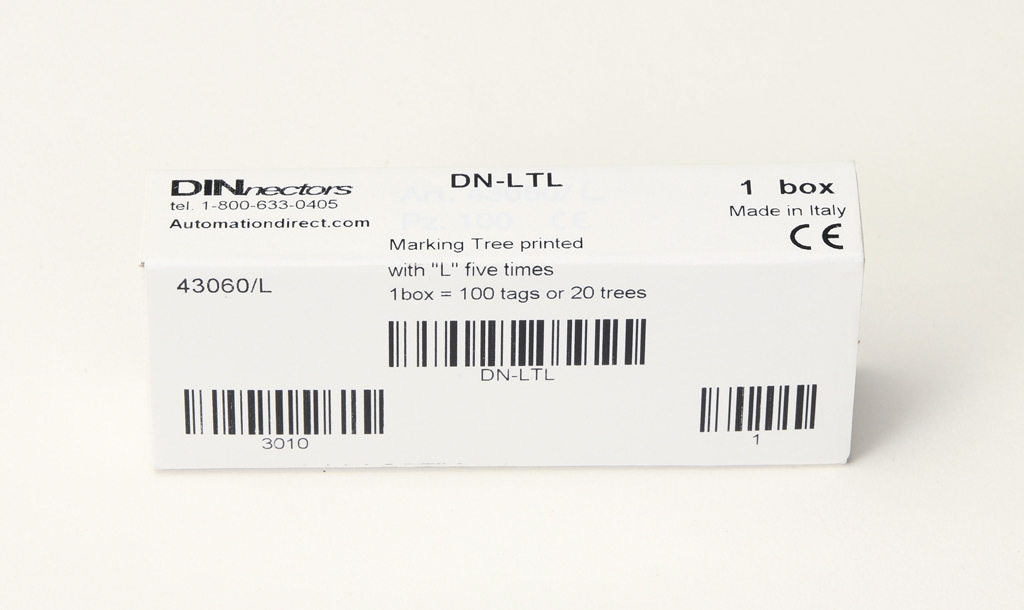 DINnectors
tel. 1-800-633-0405
Automationdirect.com
DN-LTL
1 box
Made in Italy
CE
Marking Tree printed
with "L" five times
1box = 100 tags or 20 trees
43060/L
DN-LTL
3010
1